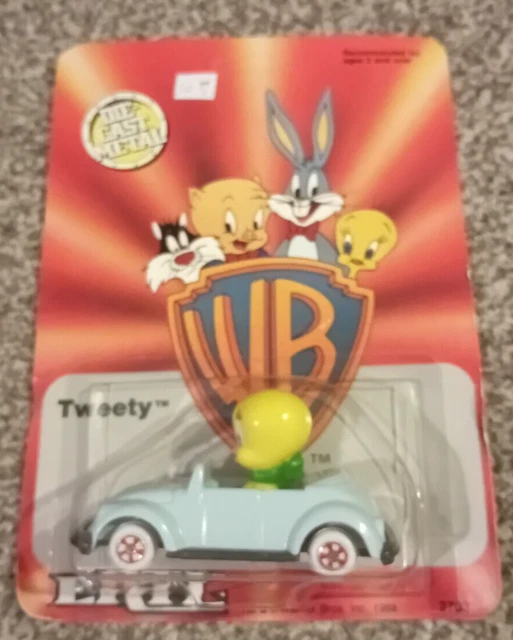 Recommended for
ages 3 and over
DIE
CAST
METAL
WB
Tweety™
TM
ERTL